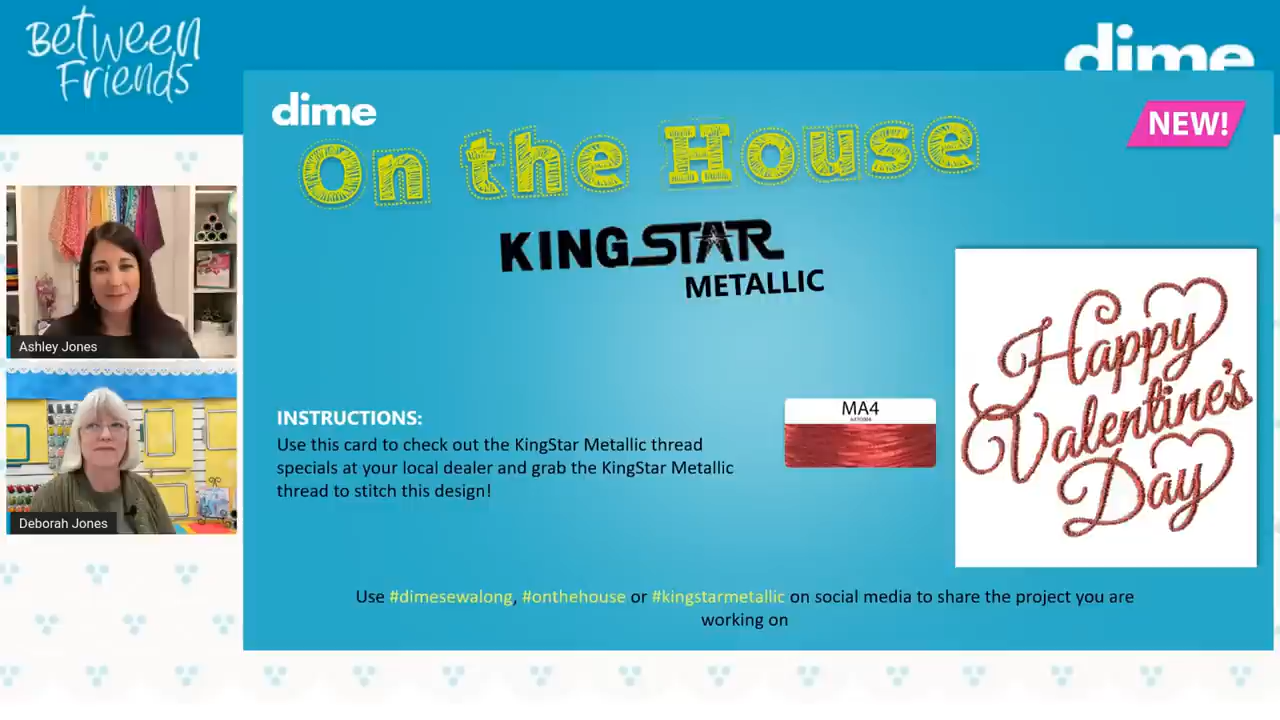 Between
Friends
dime
dime
NEW!
On the House
KINGSTAR
METALLIC
Happy
Valentine's
Day
MA4
INSTRUCTIONS:
Use this card to check out the KingStar Metallic thread
specials at your local dealer and grab the KingStar Metallic
thread to stitch this design!
Ashley Jones
Deborah Jones
Use #dimesewalong, #onthehouse or #kingstarmetallic on social media to share the project you are
working on